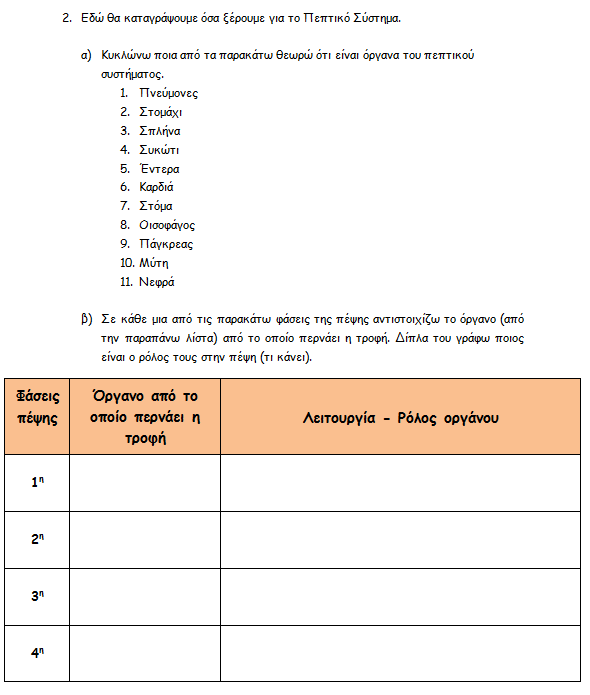 2. Εδώ θα καταγράψουμε όσα ξέρουμε για το Πεπτικό Σύστημα.
α) Κυκλώνω ποια από τα παρακάτω θεωρώ ότι είναι όργανα του πεπτικού
συστήματος.
1. Πνεύμονες
2. Στομάχι
3. Σπλήνα
4. Συκώτι
5. Έντερα
6. Καρδιά
7. Στόμα
8. Οισοφάγος
9. Πάγκρεας
10. Μύτη
11. Νεφρά
β) Σε κάθε μια από τις παρακάτω φάσεις της πέψης αντιστοιχίζω το όργανο (από
την παραπάνω λίστα) από το οποίο περνάει η τροφή. Δίπλα του γράφω ποιος
είναι ο ρόλος τους στην πέψη (τι κάνει).
Φάσεις
πέψης
Όργανο από το
οποίο περνάει η
τροφή
Λειτουργία - Ρόλος οργάνου
1η
2η
3η
4η